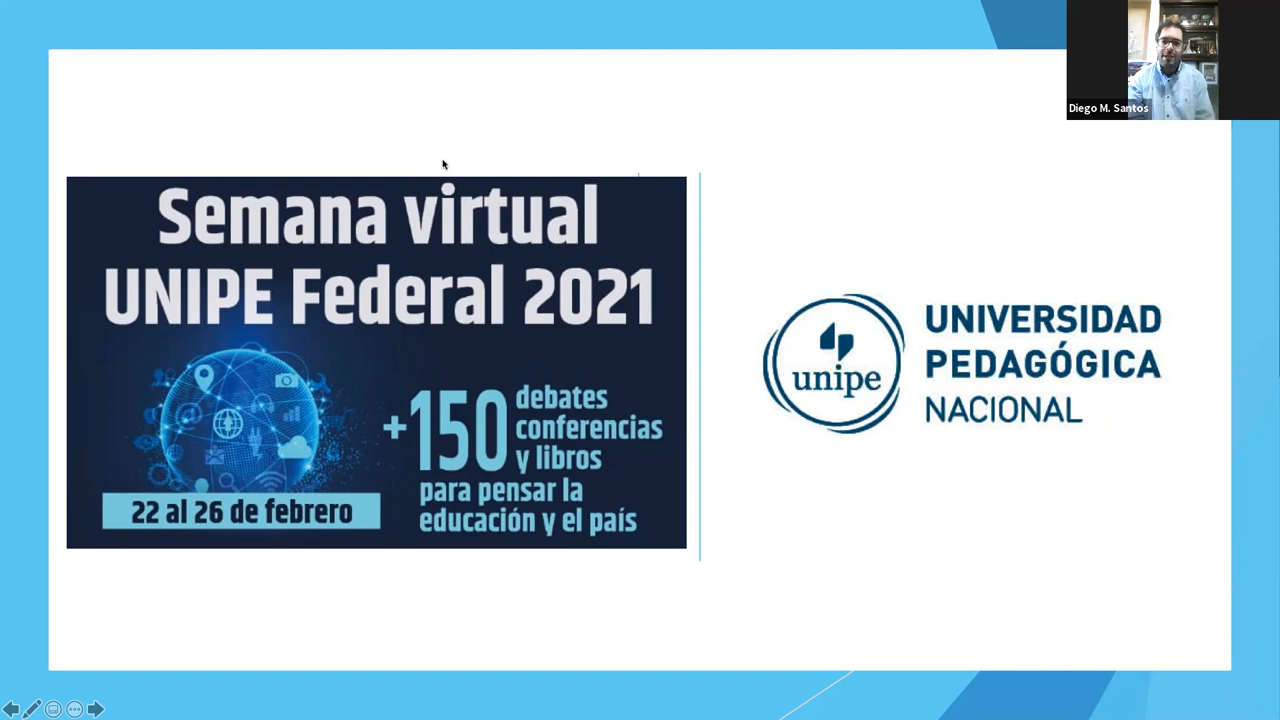 Diego M. Santos
Semana virtual
UNIPE Federal 2021
+150 debates
conferencias
y libros
para pensar la
educación y el país
22 al 26 de febrero
unipe
UNIVERSIDAD
PEDAGÓGICA
NACIONAL